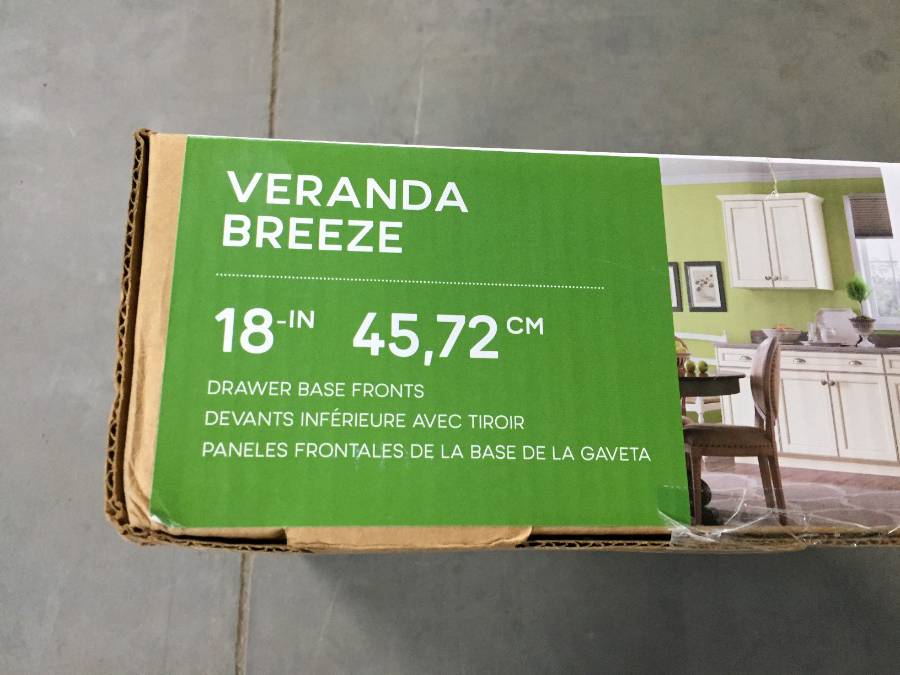 VERANDA
BREEZE
18-IN 45,72 CM
DRAWER BASE FRONTS
DEVANTS INFÉRIEURE AVEC TIROIR
PANELES FRONTALES DE LA BASE DE LA GAVETA